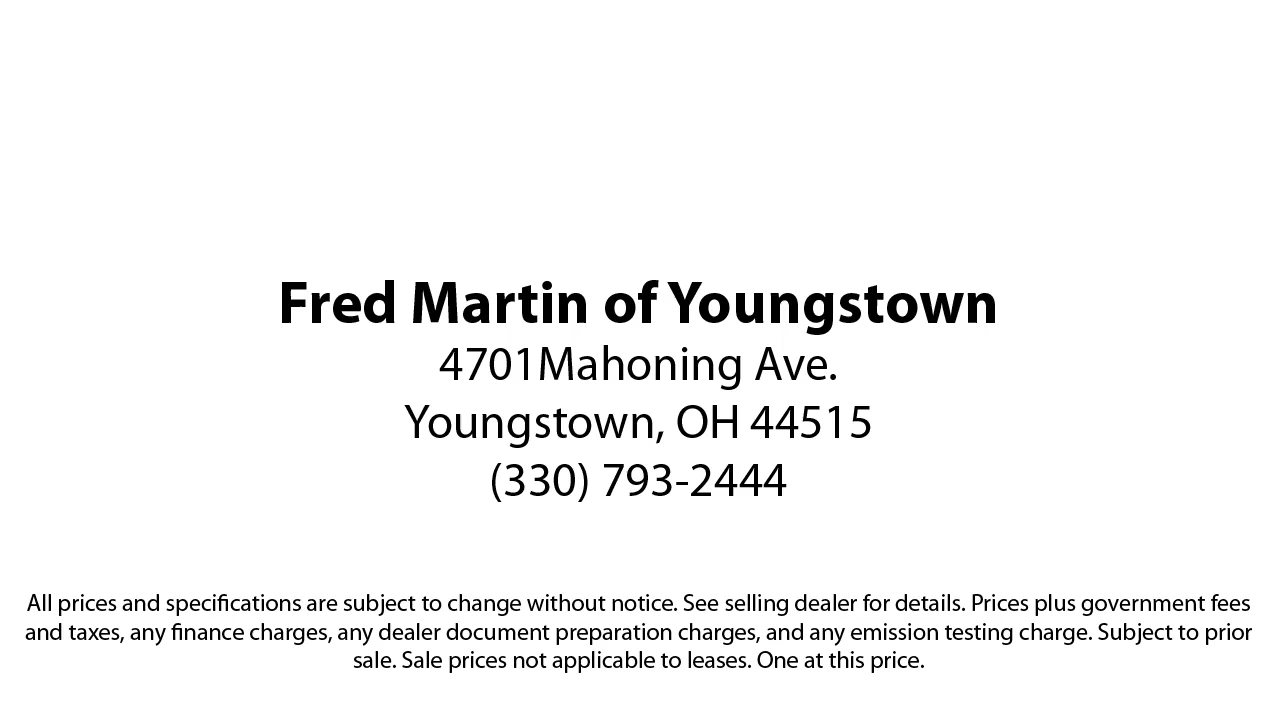 Fred Martin of Youngstown
4701Mahoning Ave.
Youngstown, OH 44515
(330) 793-2444
All prices and specifications are subject to change without notice. See selling dealer for details. Prices plus government fees
and taxes, any finance charges, any dealer document preparation charges, and any emission testing charge. Subject to prior
sale. Sale prices not applicable to leases. One at this price.